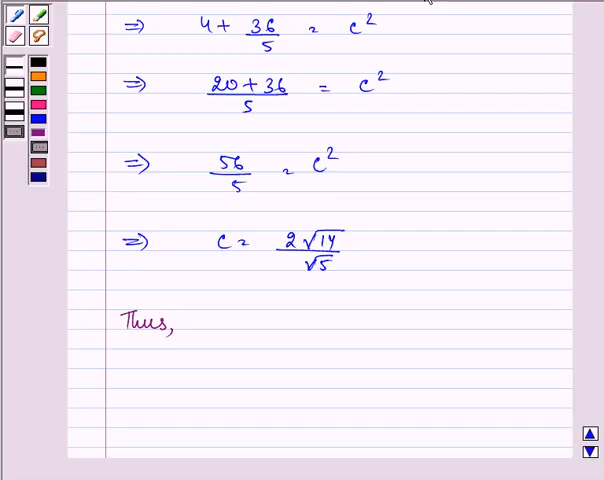 ⇒ 4 + 36/5 = c²
⇒ 20 + 36/5 = c²
⇒ 56/5 = c²
⇒ c = 2√14/√5
Thus,